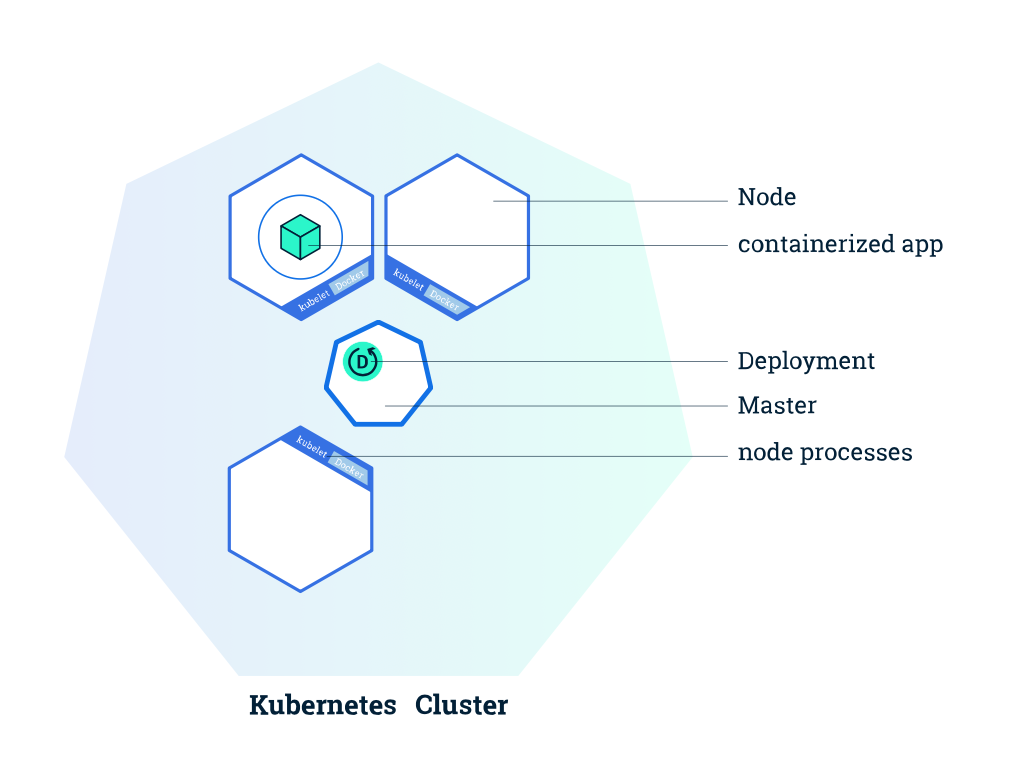 Node
containerized app
kubelet Docker
kubelet Docker
D
Deployment
Master
kubelet Docker
node processes
Kubernetes Cluster